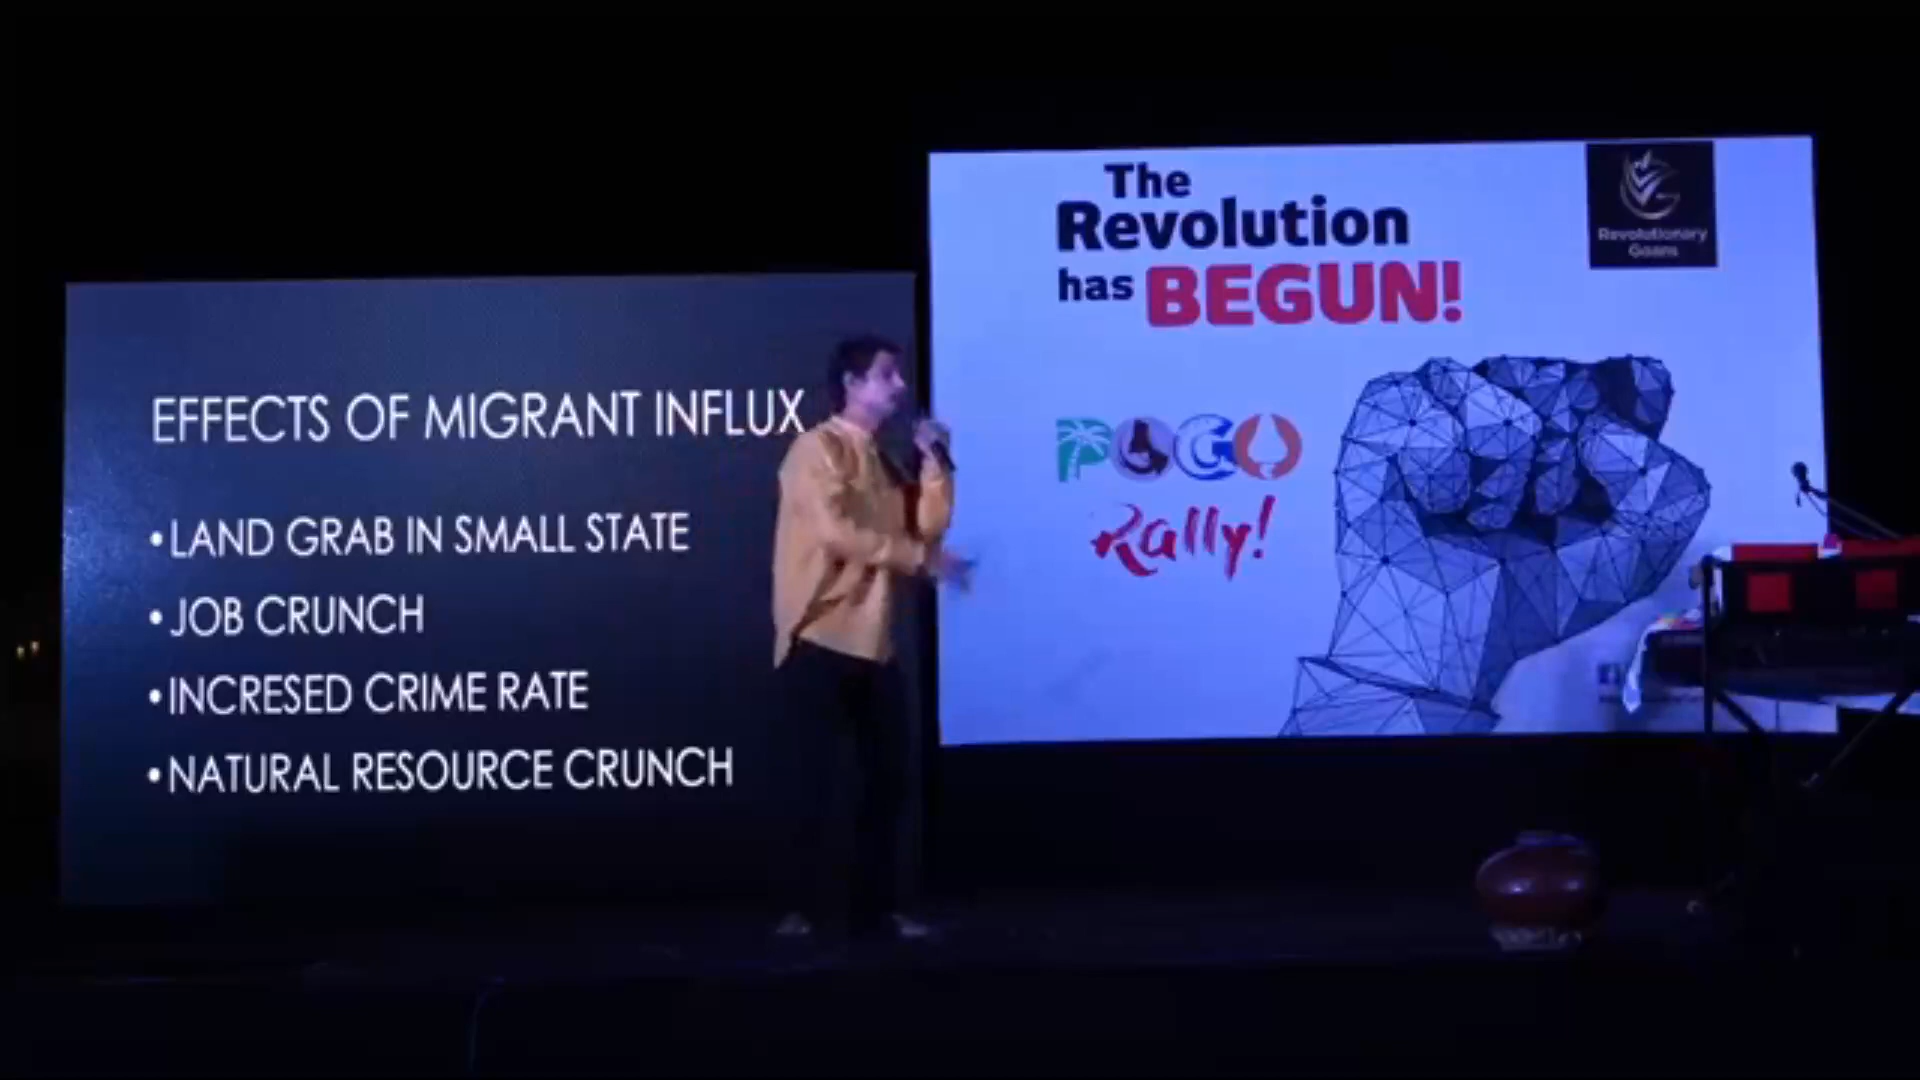 EFFECTS OF MIGRANT INFLUX
•LAND GRAB IN SMALL STATE
•JOB CRUNCH
•INCRESED CRIME RATE
•NATURAL RESOURCE CRUNCH
The
Revolution
has BEGUN!
POGO
Rally!
Revolutionary
Goans